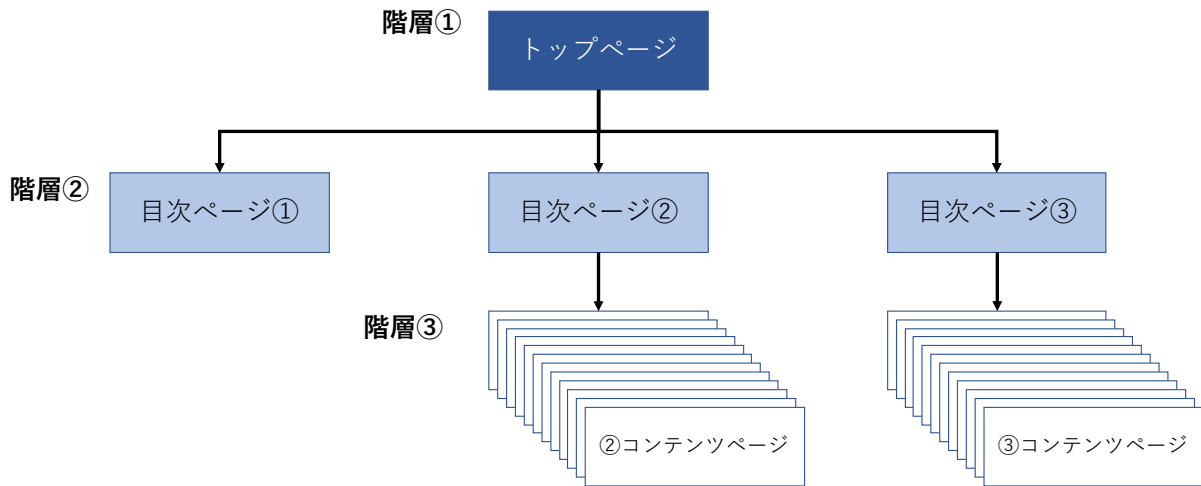 階層①
トップページ
階層②
目次ページ①
目次ページ②
目次ページ③
階層③
②コンテンツページ
③コンテンツページ